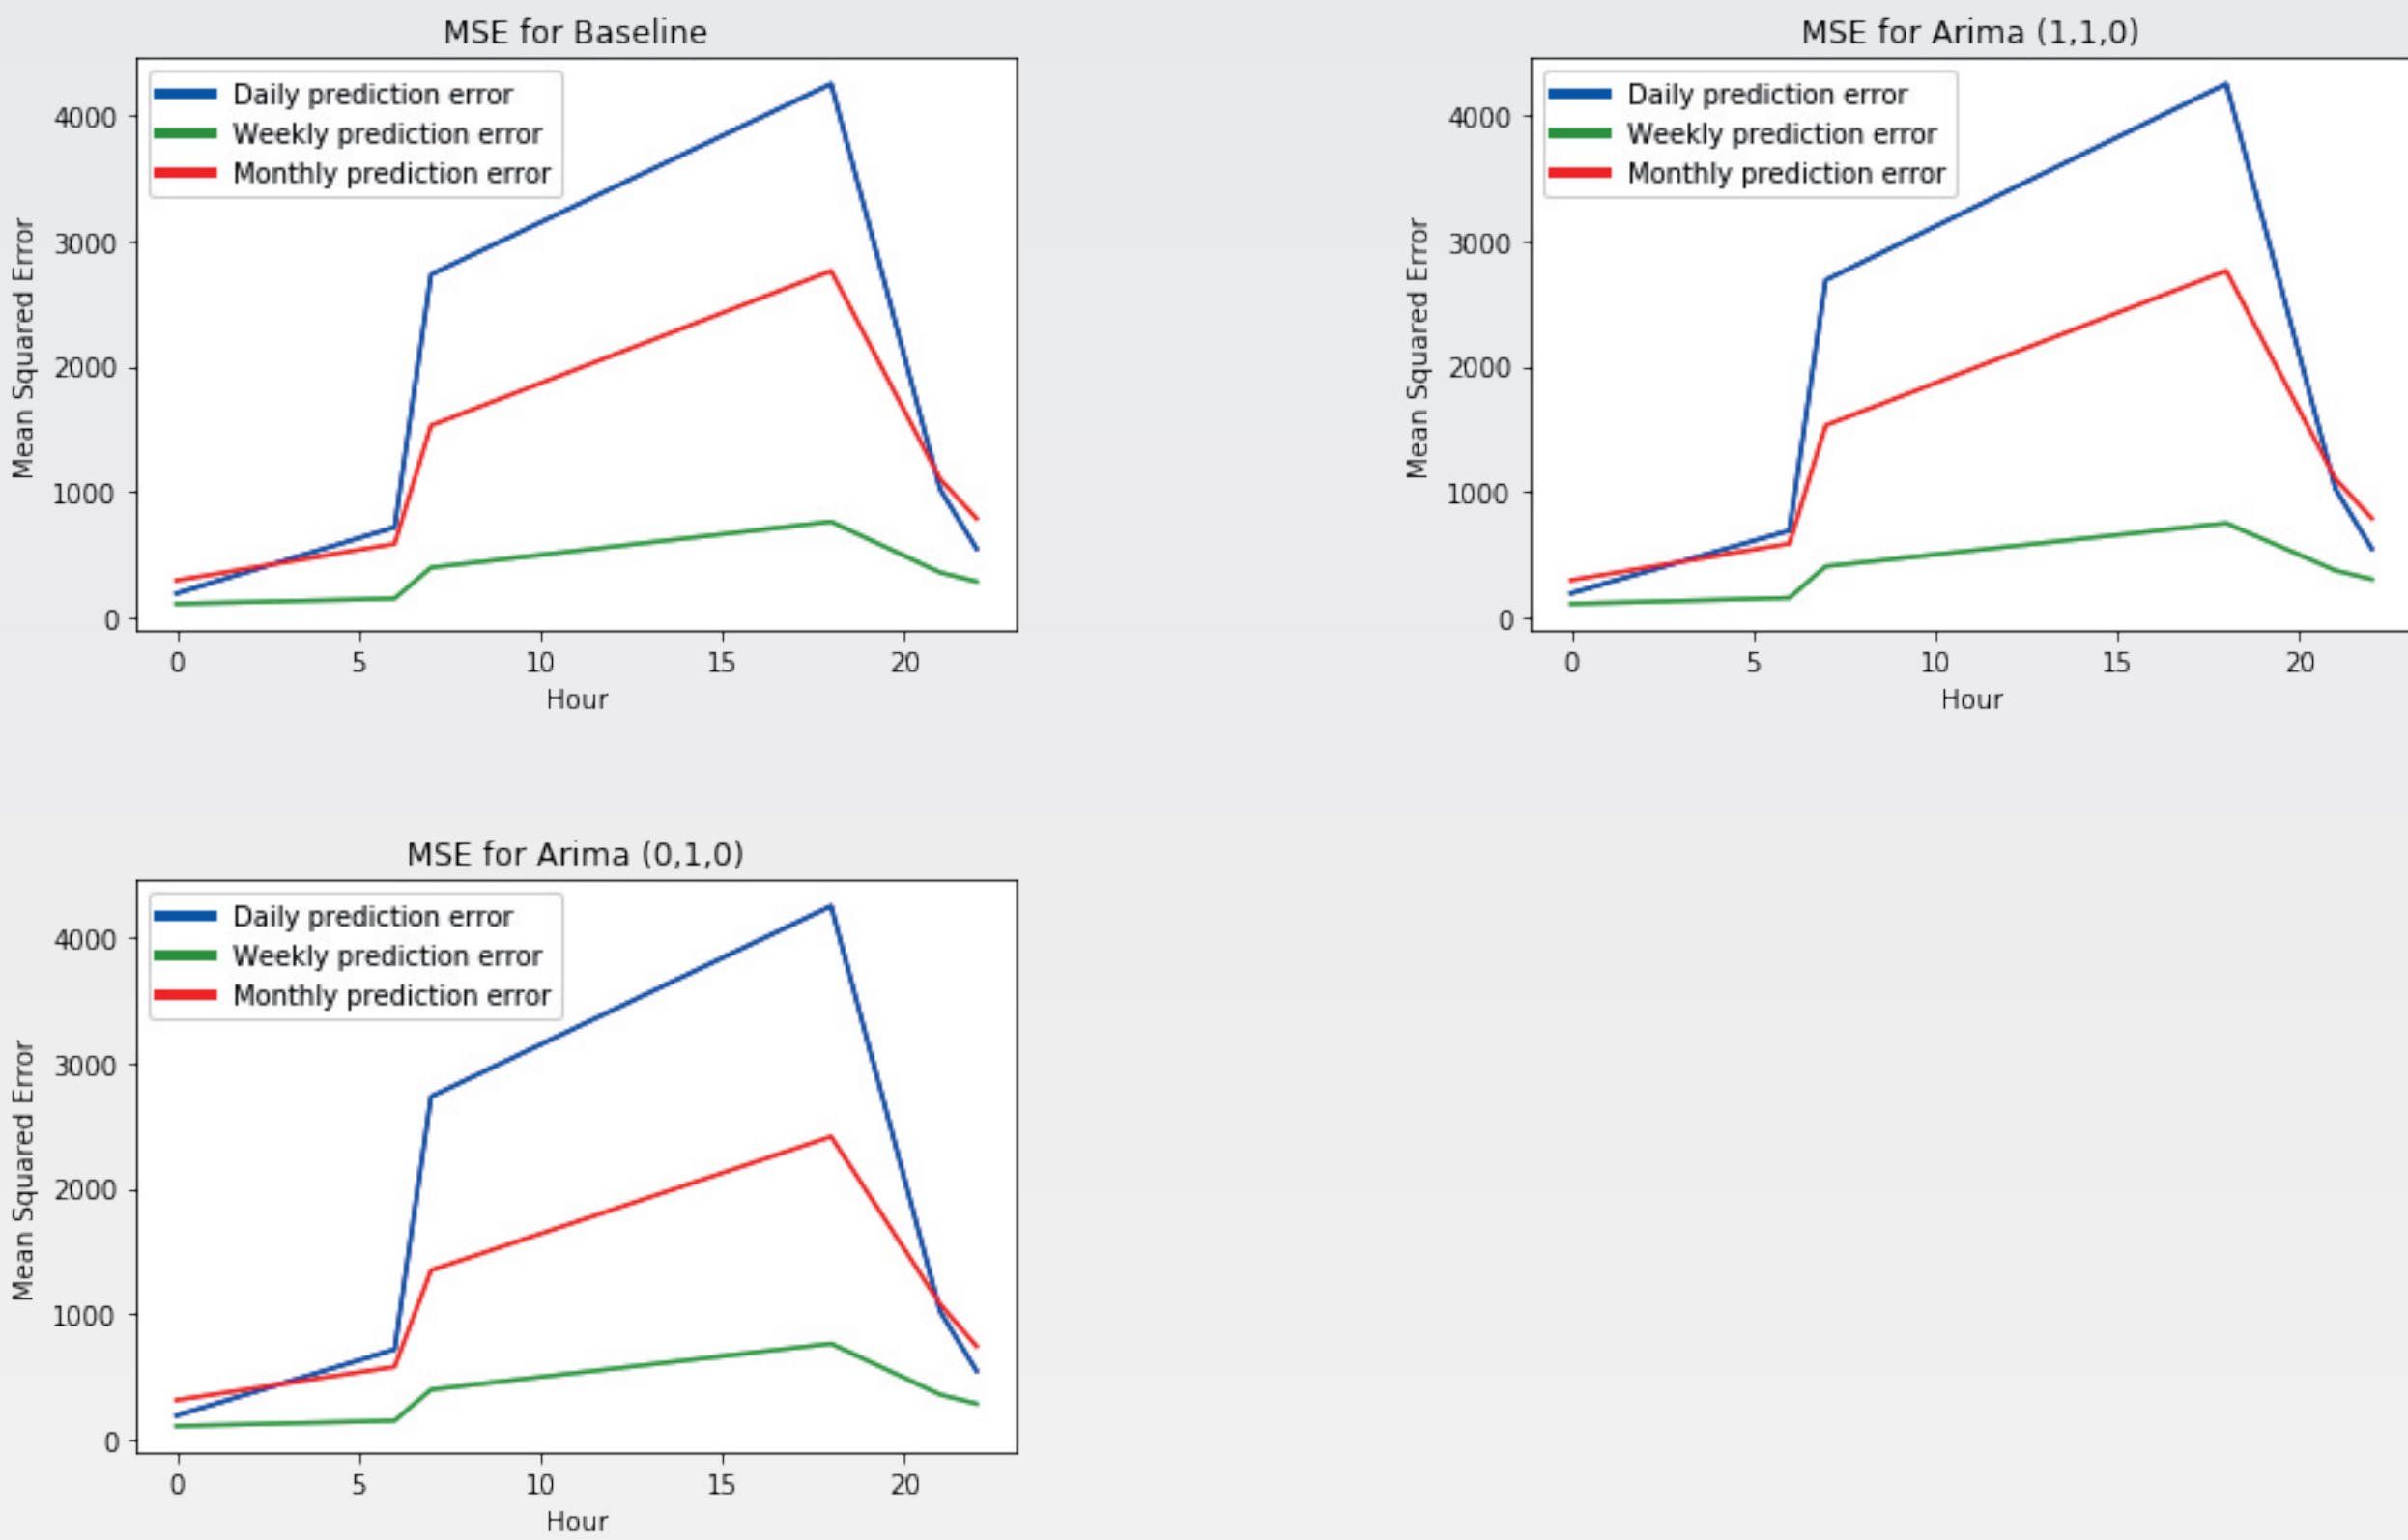 MSE for Baseline
Daily prediction error
Weekly prediction error
Monthly prediction error
4000
3000
2000
1000
0
Mean Squared Error
0 5 10 15 20
Hour
MSE for Arima (1,1,0)
Daily prediction error
Weekly prediction error
Monthly prediction error
4000
3000
2000
1000
0
Mean Squared Error
0 5 10 15 20
Hour
MSE for Arima (0,1,0)
Daily prediction error
Weekly prediction error
Monthly prediction error
4000
3000
2000
1000
0
Mean Squared Error
0 5 10 15 20
Hour